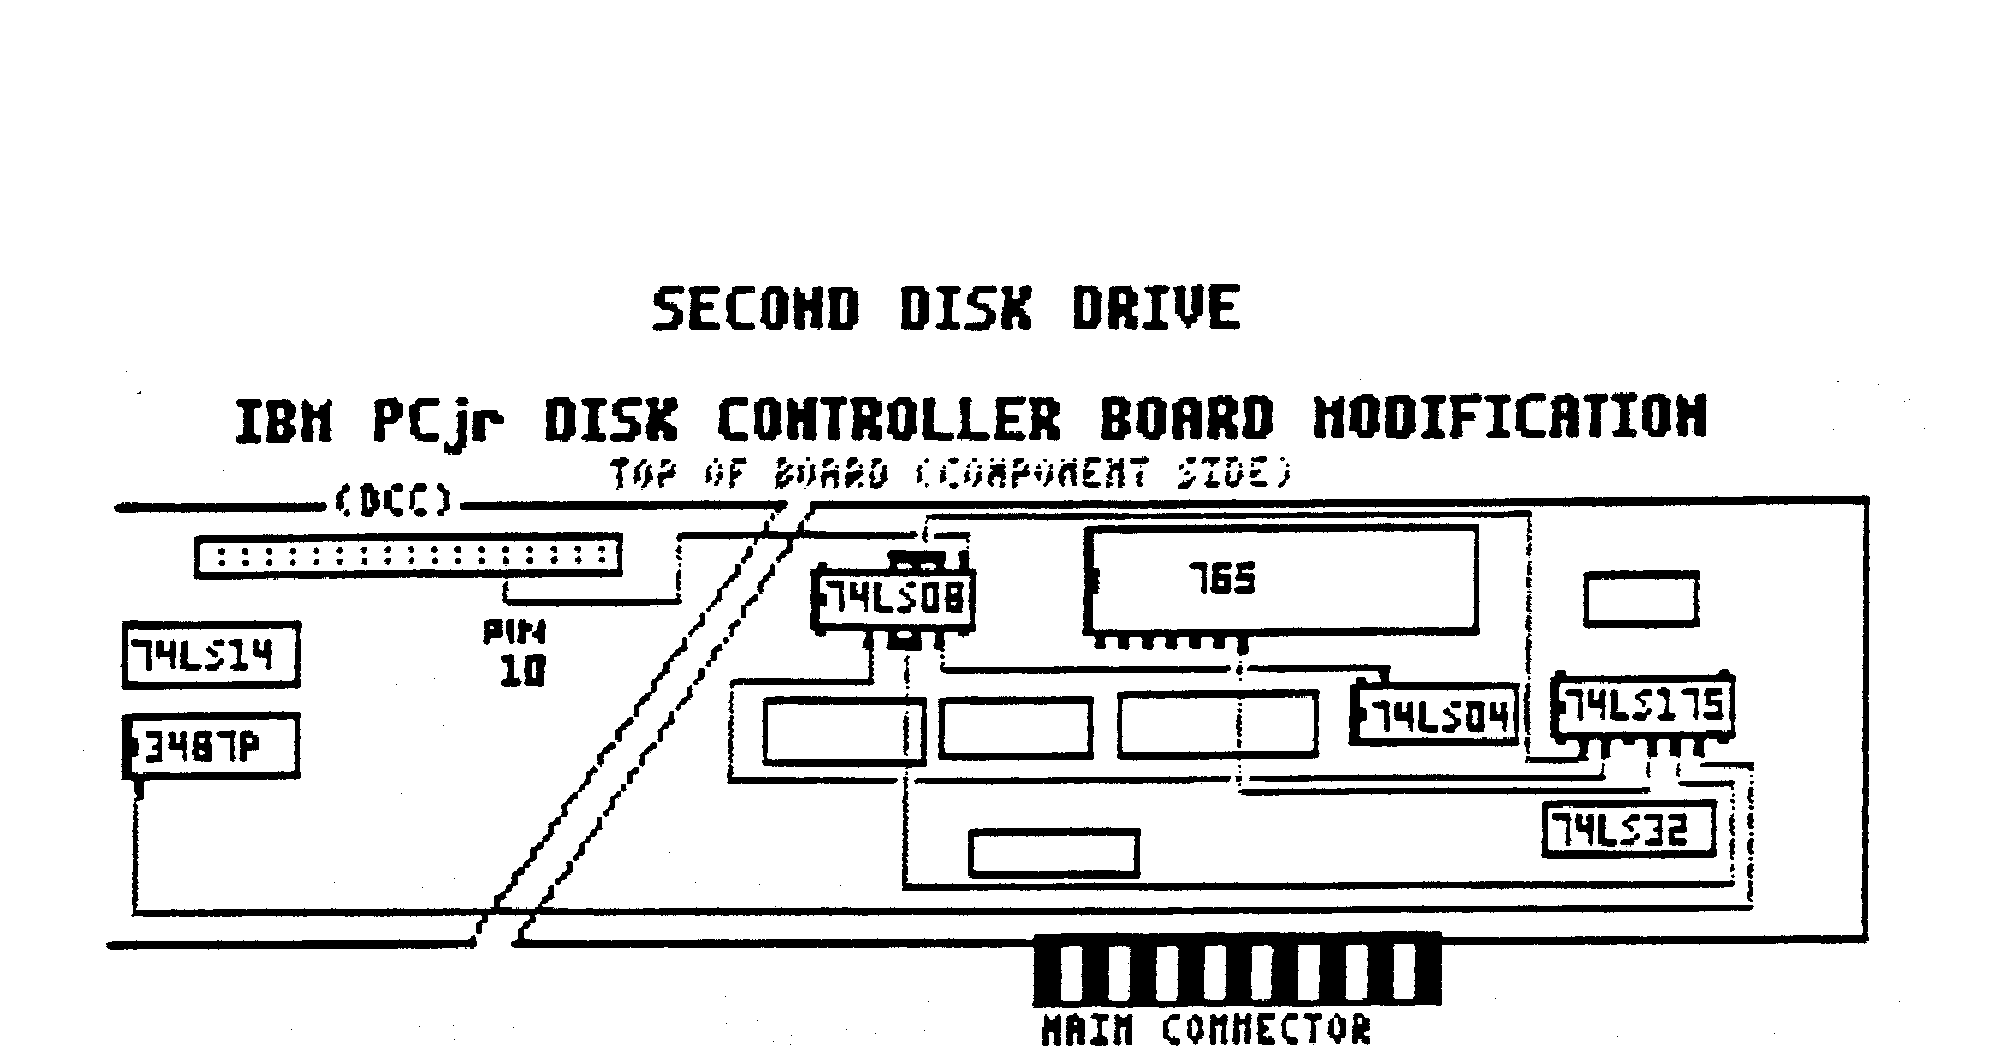 SECOND DISK DRIVE
IBM PCjr DISK CONTROLLER BOARD MODIFICATION
TOP OF BOARD (COMPONENT SIDE)
(DCC)
765
74LS08
PIN
10
74LS14
74LS04
74LS175
3487P
74LS32
MAIN CONNECTOR